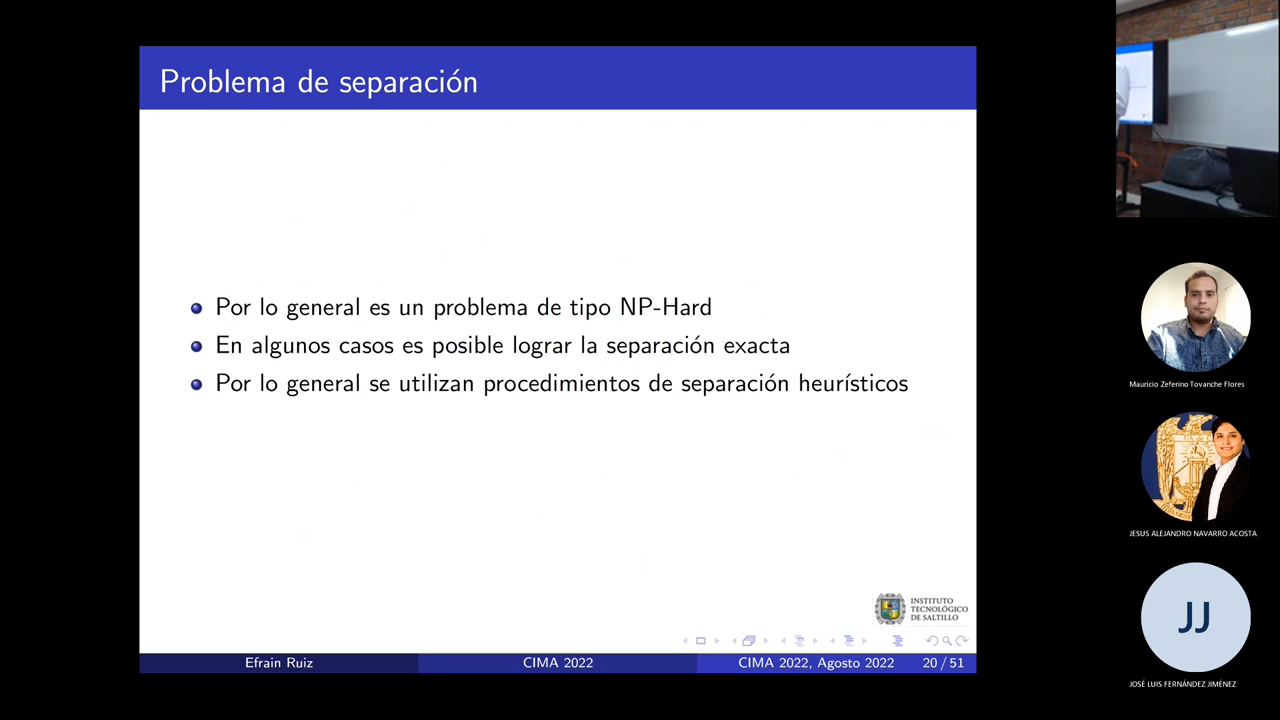 Problema de separación
Por lo general es un problema de tipo NP-Hard
En algunos casos es posible lograr la separación exacta
Por lo general se utilizan procedimientos de separación heurísticos
INSTITUTO
TECNOLÓGICO
DE SALTILLO
Efrain Ruiz
CIMA 2022
CIMA 2022, Agosto 2022
20 / 51
Mauricio Zeferino Tovanche Flores
JESUS ALEJANDRO NAVARRO ACOSTA
JJ
JOSÉ LUIS FERNÁNDEZ JIMÉNEZ